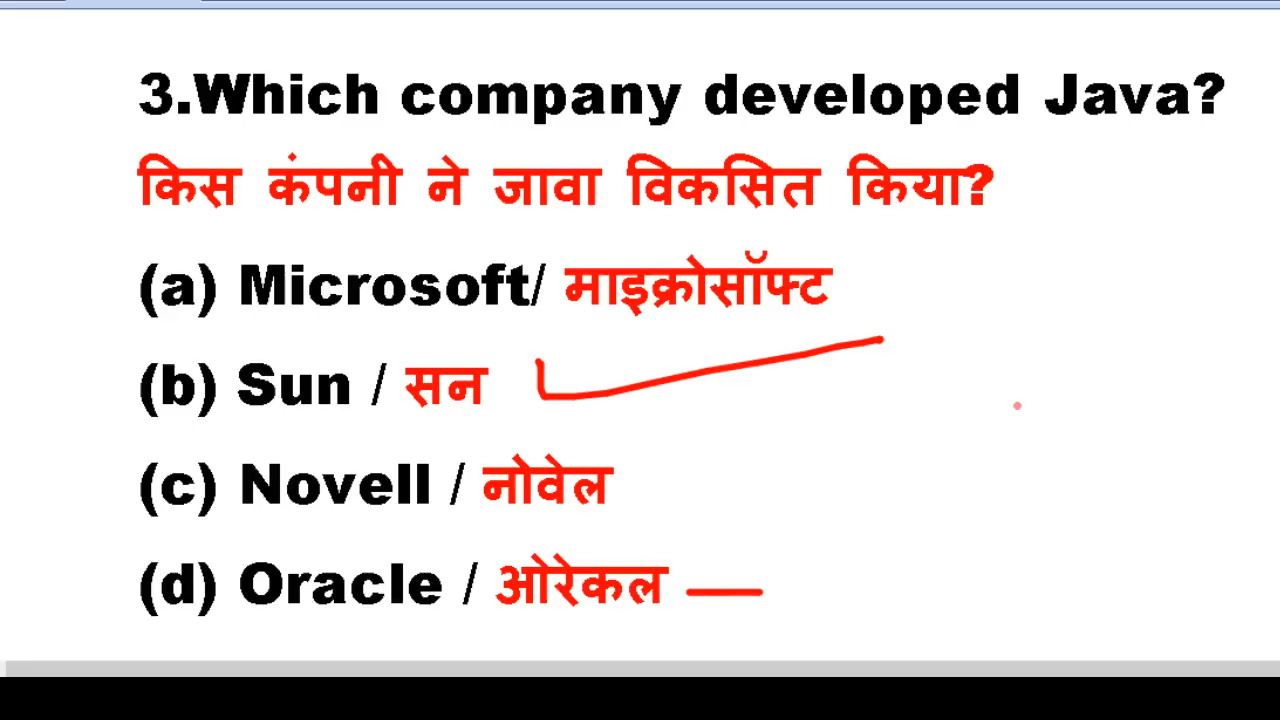 3.Which company developed Java?
किस कंपनी ने जावा विकसित किया?
(a) Microsoft/ माइक्रोसॉफ्ट
(b) Sun / सन
(c) Novell / नोवेल
(d) Oracle / ओरेकल